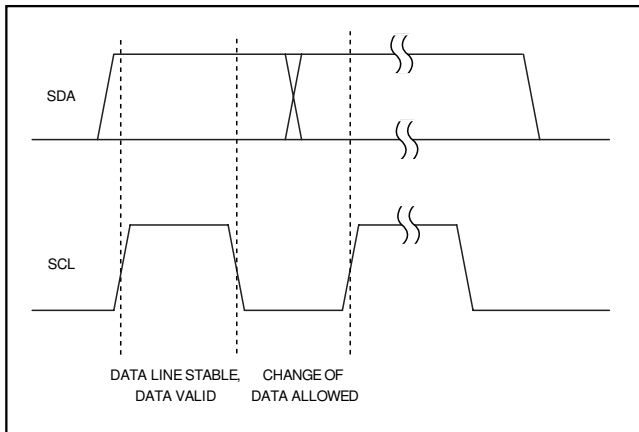 SDA
SCL
DATA LINE STABLE,
DATA VALID
CHANGE OF
DATA ALLOWED